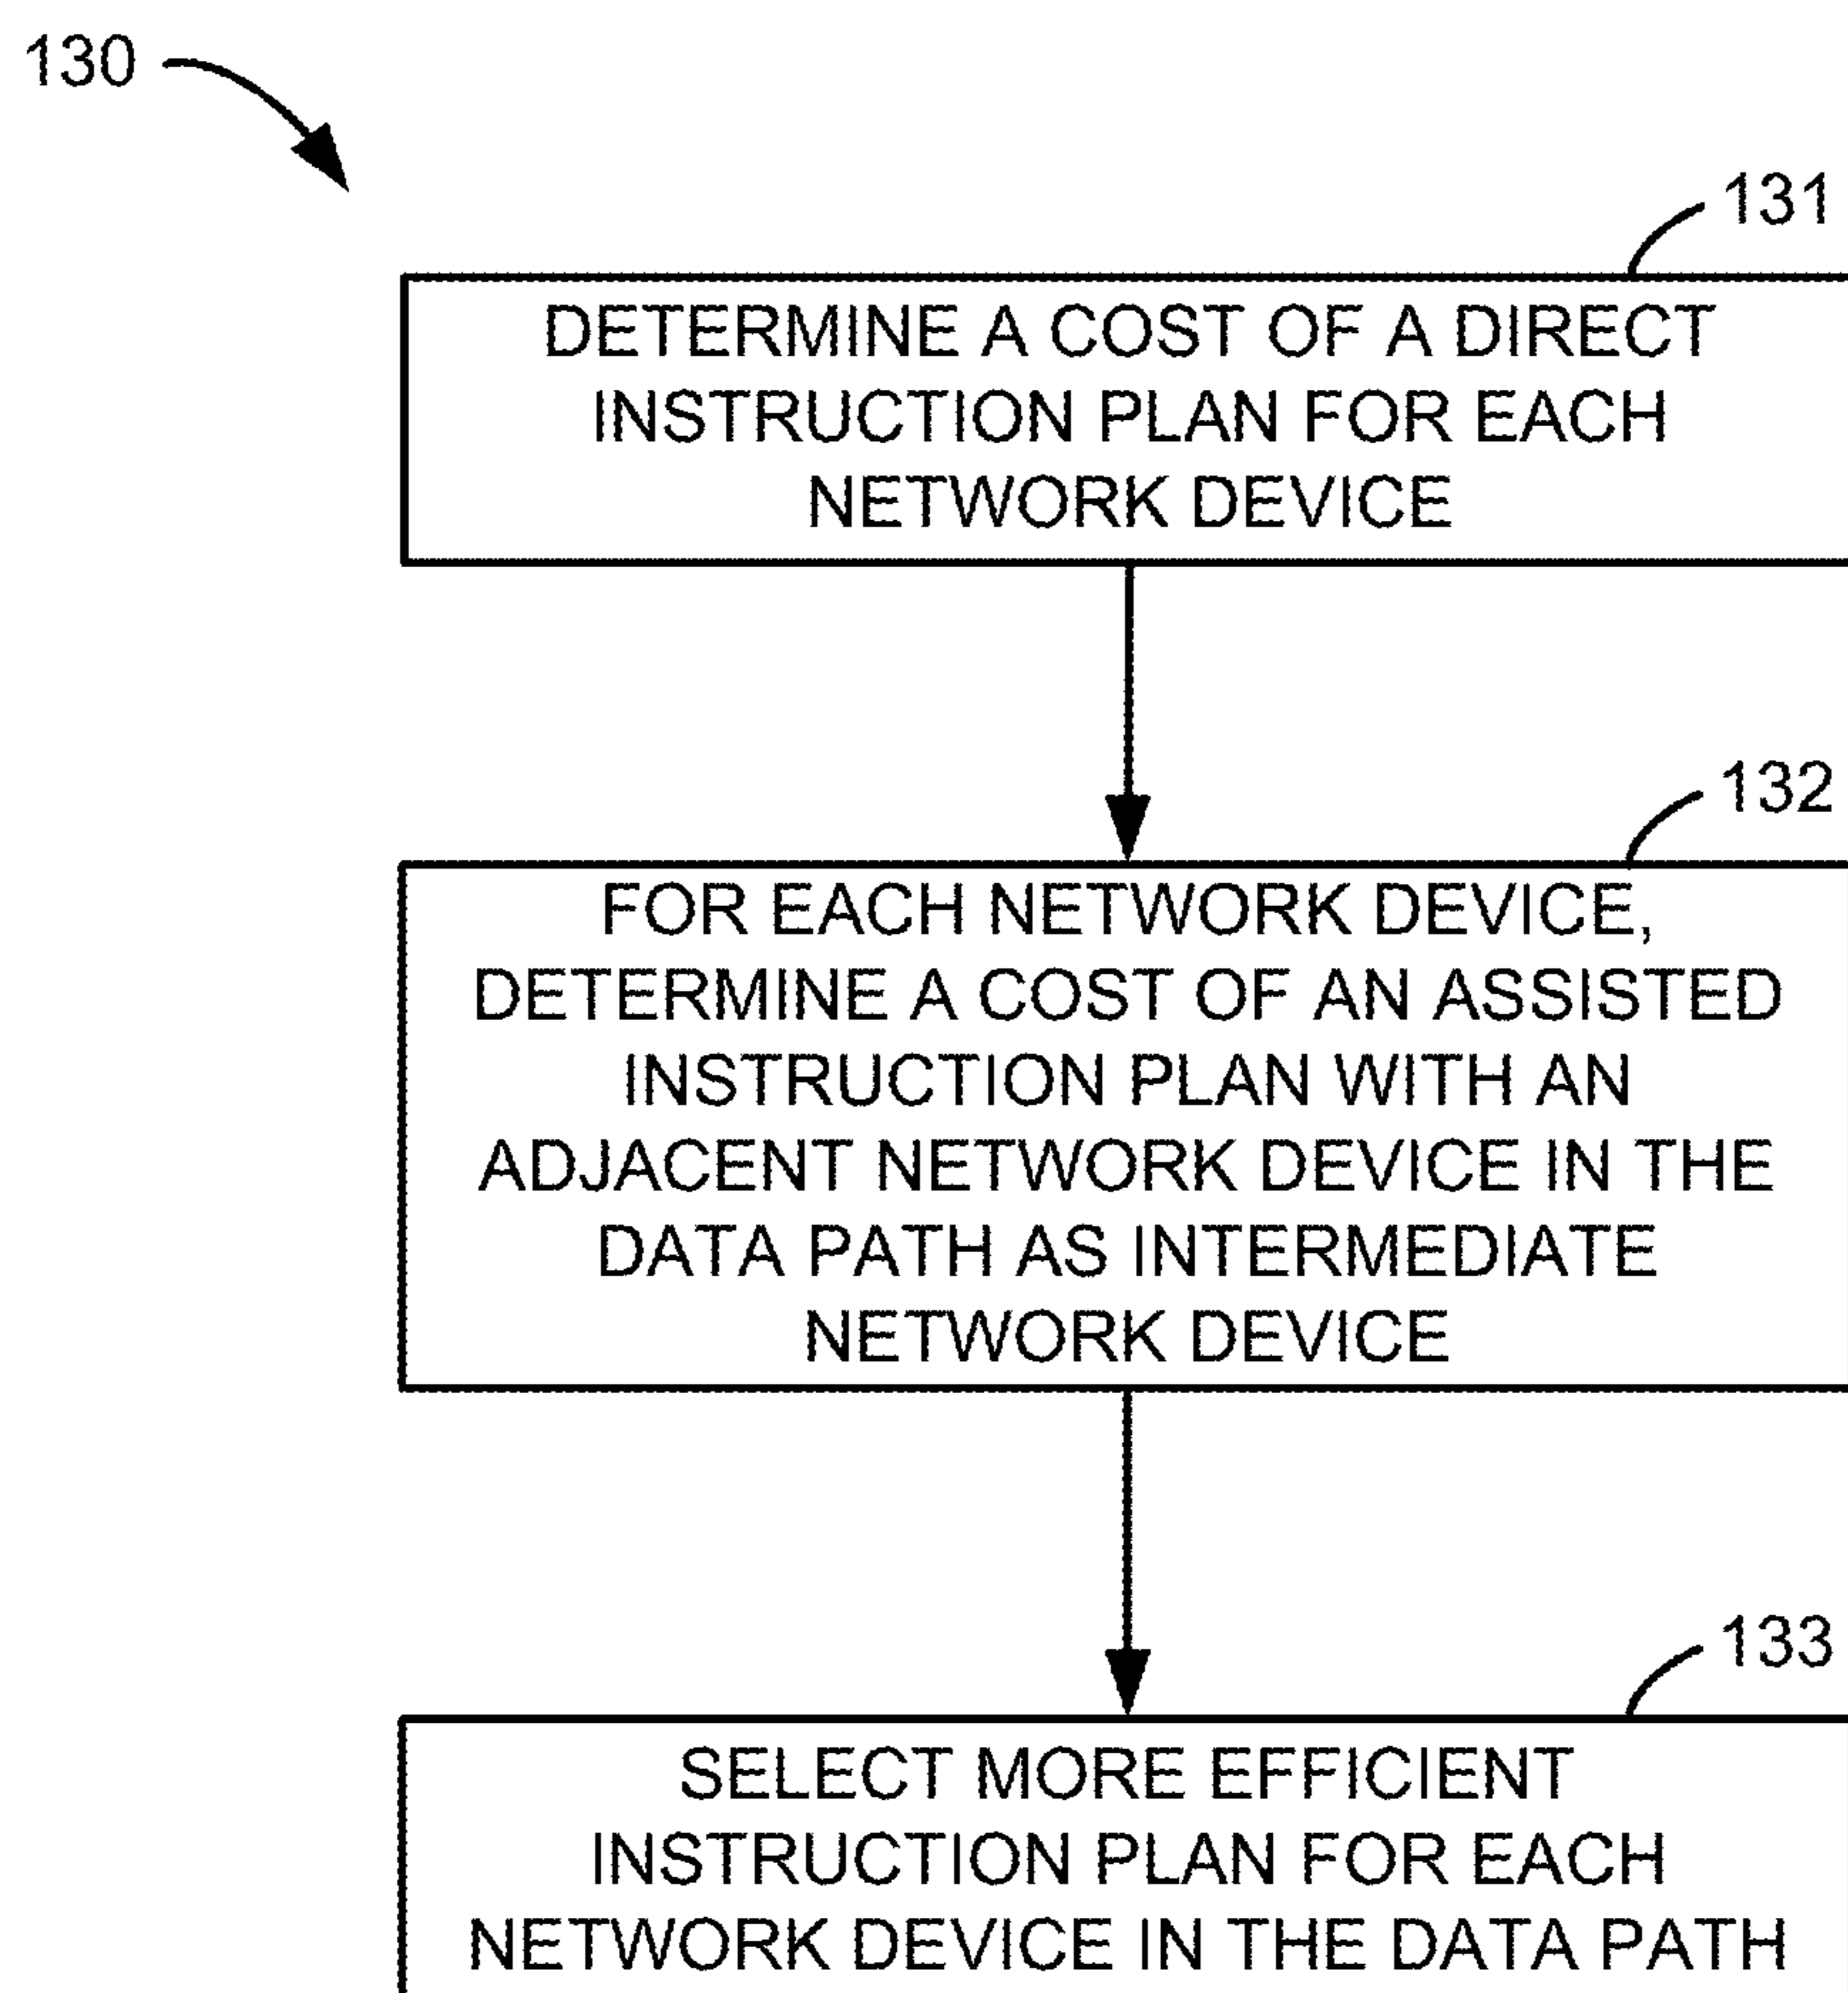 130
131
DETERMINE A COST OF A DIRECT
INSTRUCTION PLAN FOR EACH
NETWORK DEVICE
132
FOR EACH NETWORK DEVICE,
DETERMINE A COST OF AN ASSISTED
INSTRUCTION PLAN WITH AN
ADJACENT NETWORK DEVICE IN THE
DATA PATH AS INTERMEDIATE
NETWORK DEVICE
133
SELECT MORE EFFICIENT
INSTRUCTION PLAN FOR EACH
NETWORK DEVICE IN THE DATA PATH